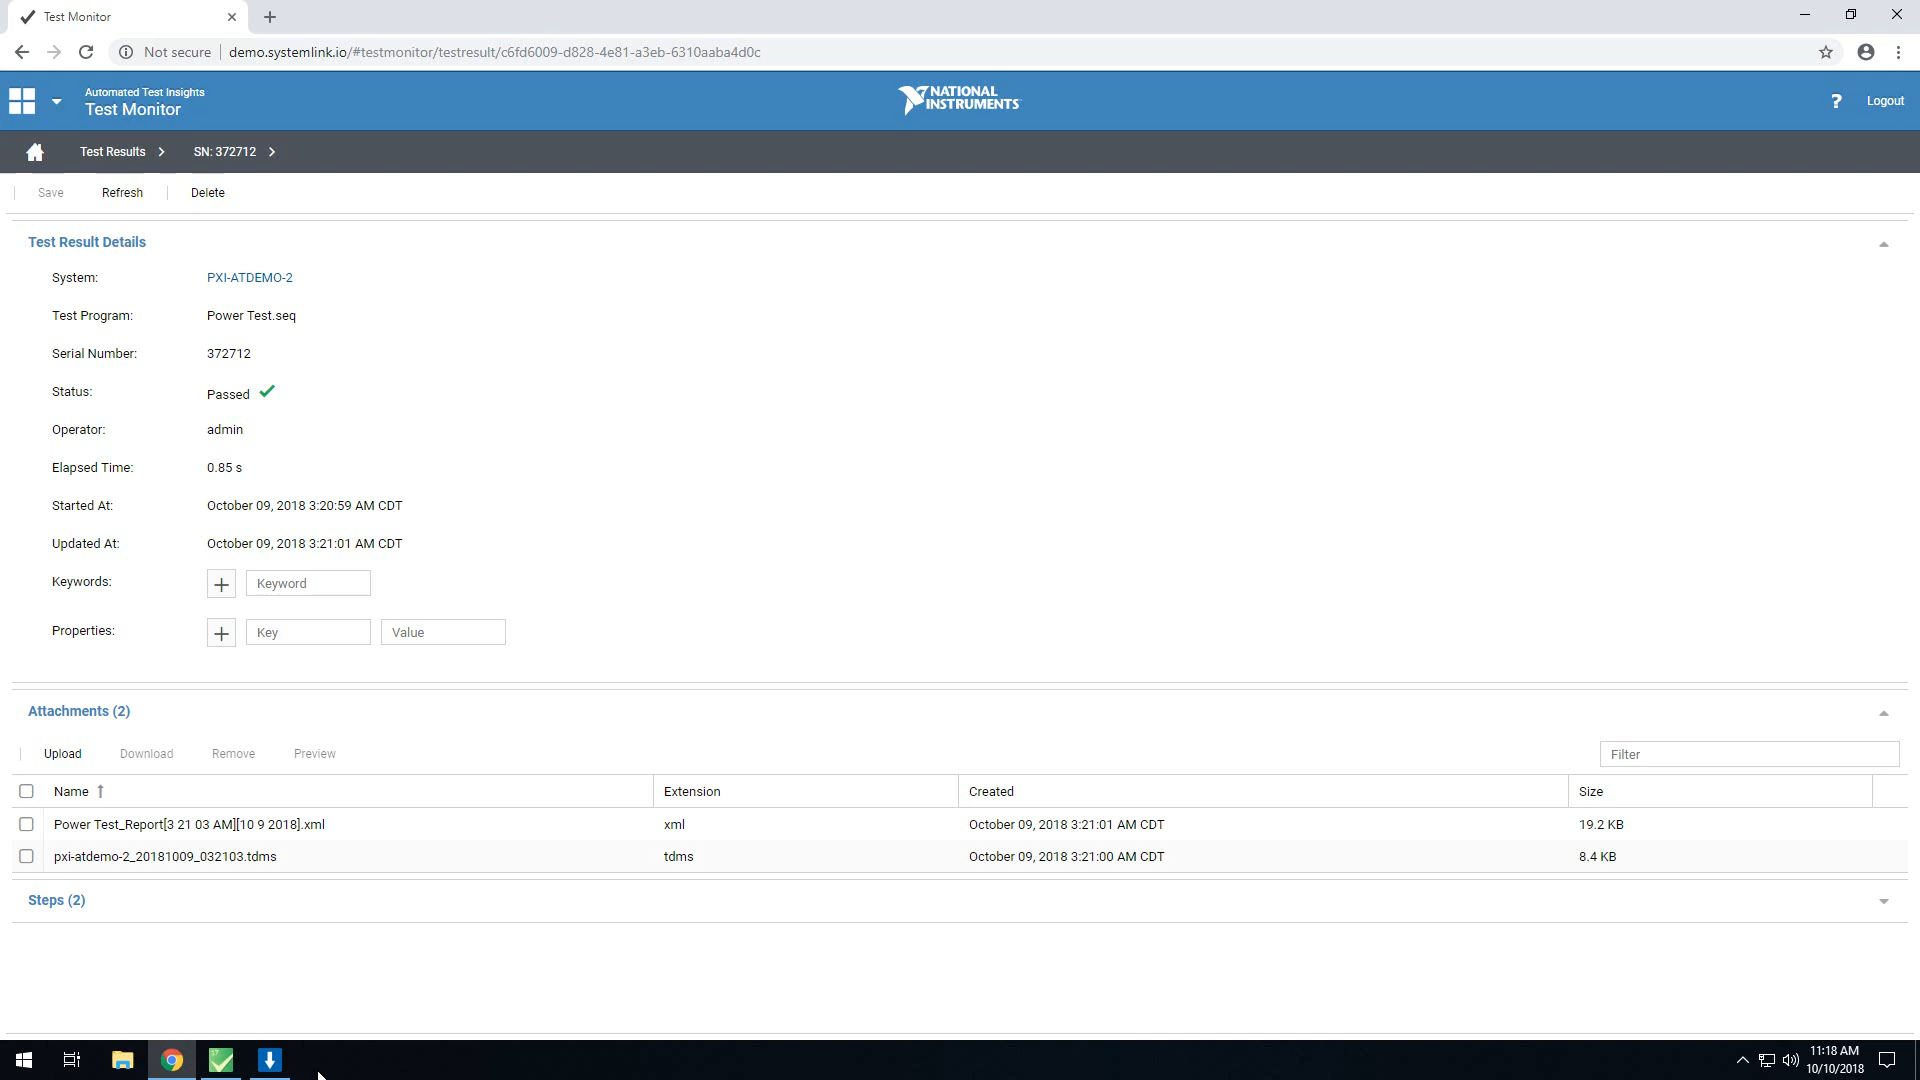 Test Monitor
Not secure
demo.systemlink.io/#testmonitor/testresult/c6fd6009-d828-4e81-a3eb-6310aaba4d0c
Automated Test Insights
Test Monitor
NATIONAL
INSTRUMENTS
?
Logout
Test Results
SN: 372712
Save
Refresh
Delete
Test Result Details
System:
PXI-ATDEMO-2
Test Program:
Power Test.seq
Serial Number:
372712
Status:
Passed
Operator:
admin
Elapsed Time:
0.85 s
Started At:
October 09, 2018 3:20:59 AM CDT
Updated At:
October 09, 2018 3:21:01 AM CDT
Keywords:
Keyword
Properties:
Key
Value
Attachments (2)
Upload
Download
Remove
Preview
Filter
Name
Extension
Created
Size
Power Test_Report[3 21 03 AM][10 9 2018].xml
xml
October 09, 2018 3:21:01 AM CDT
19.2 KB
pxi-atdemo-2_20181009_032103.tdms
tdms
October 09, 2018 3:21:00 AM CDT
8.4 KB
Steps (2)
17
11:18 AM
10/10/2018